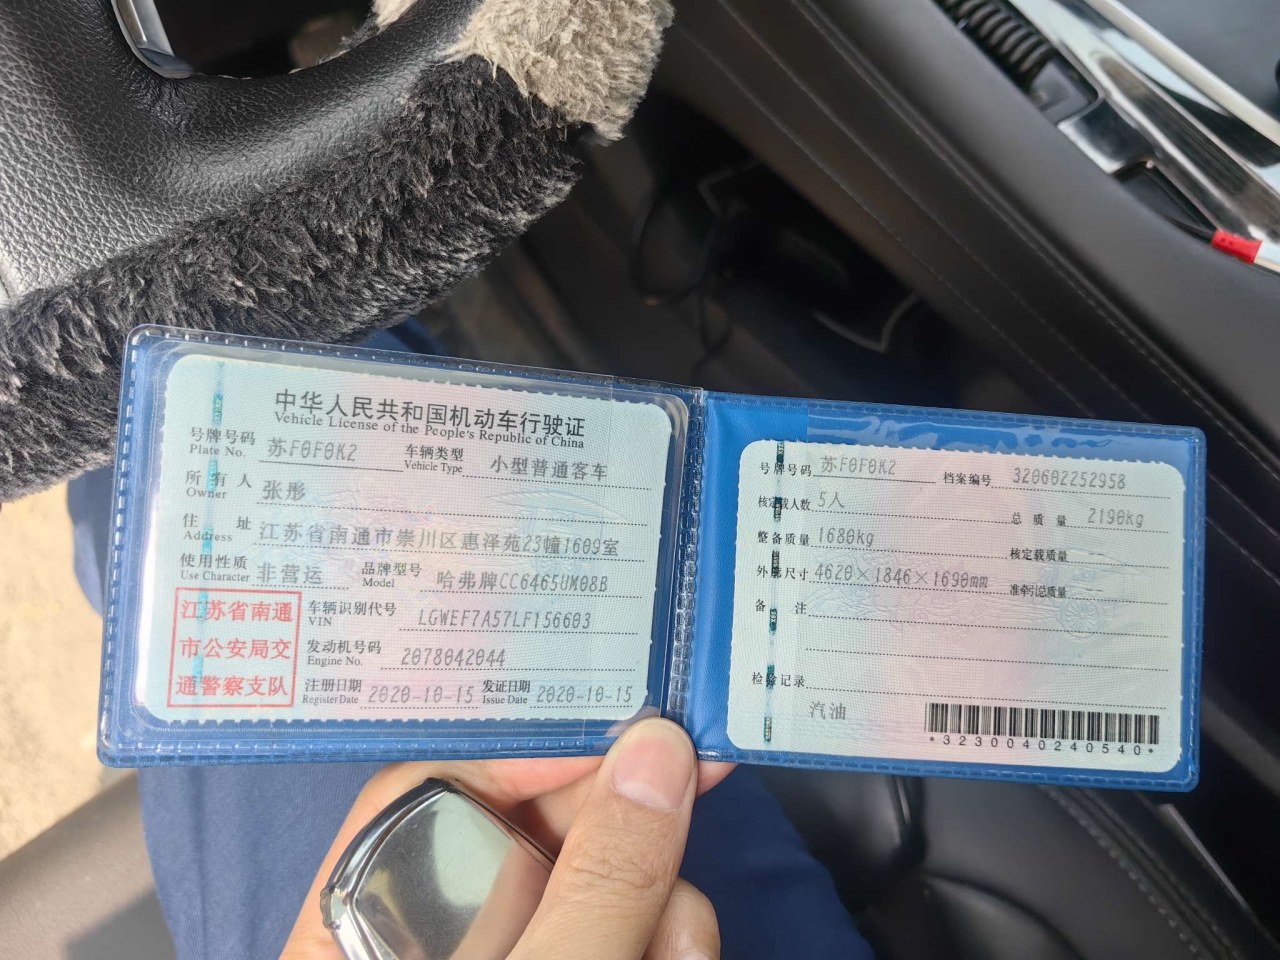 中华人民共和国机动车行驶证
Vehicle License of the People's Republic of China
号牌号码 苏F0F0K2 车辆类型 小型普通客车
Plate No. Vehicle Type
所有人 张彤
Owner
住址 江苏省南通市崇川区惠泽苑23幢1609室
Address
使用性质 非营运 品牌型号 哈弗牌CC6465UM08B
Use Character Model
江苏省南通
市公安局交
通警察支队
车辆识别代号 LGWEF7A57LF156603
VIN
发动机号码 2078042044
Engine No.
注册日期 2020-10-15 发证日期 2020-10-15
Register Date Issue Date
号牌号码 苏F0F0K2 档案编号 320602252958
核定载人数 5人 总质量 2190kg
整备质量 1680kg 核定载质量 --
外廓尺寸 4620×1846×1690mm 准牵引总质量 --
备注
检验记录
汽油
*3230040240540*